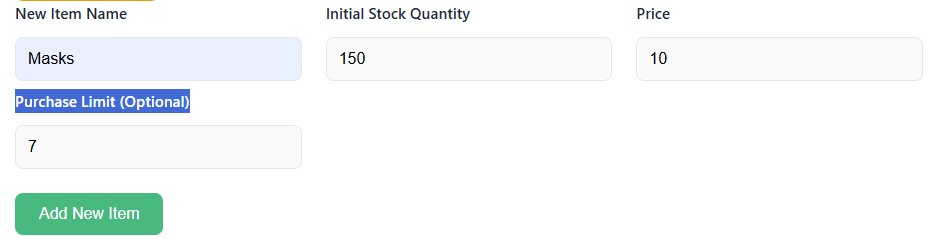 New Item Name Initial Stock Quantity Price
Masks 150 10
Purchase Limit (Optional)
7
Add New Item